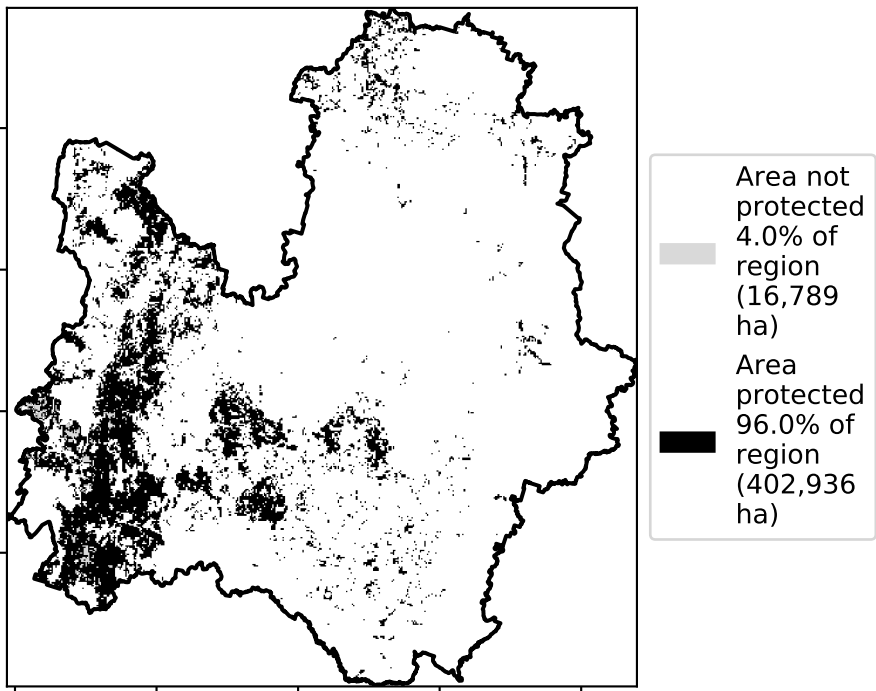 Area not
protected
4.0% of
region
(16,789
ha)
Area
protected
96.0% of
region
(402,936
ha)